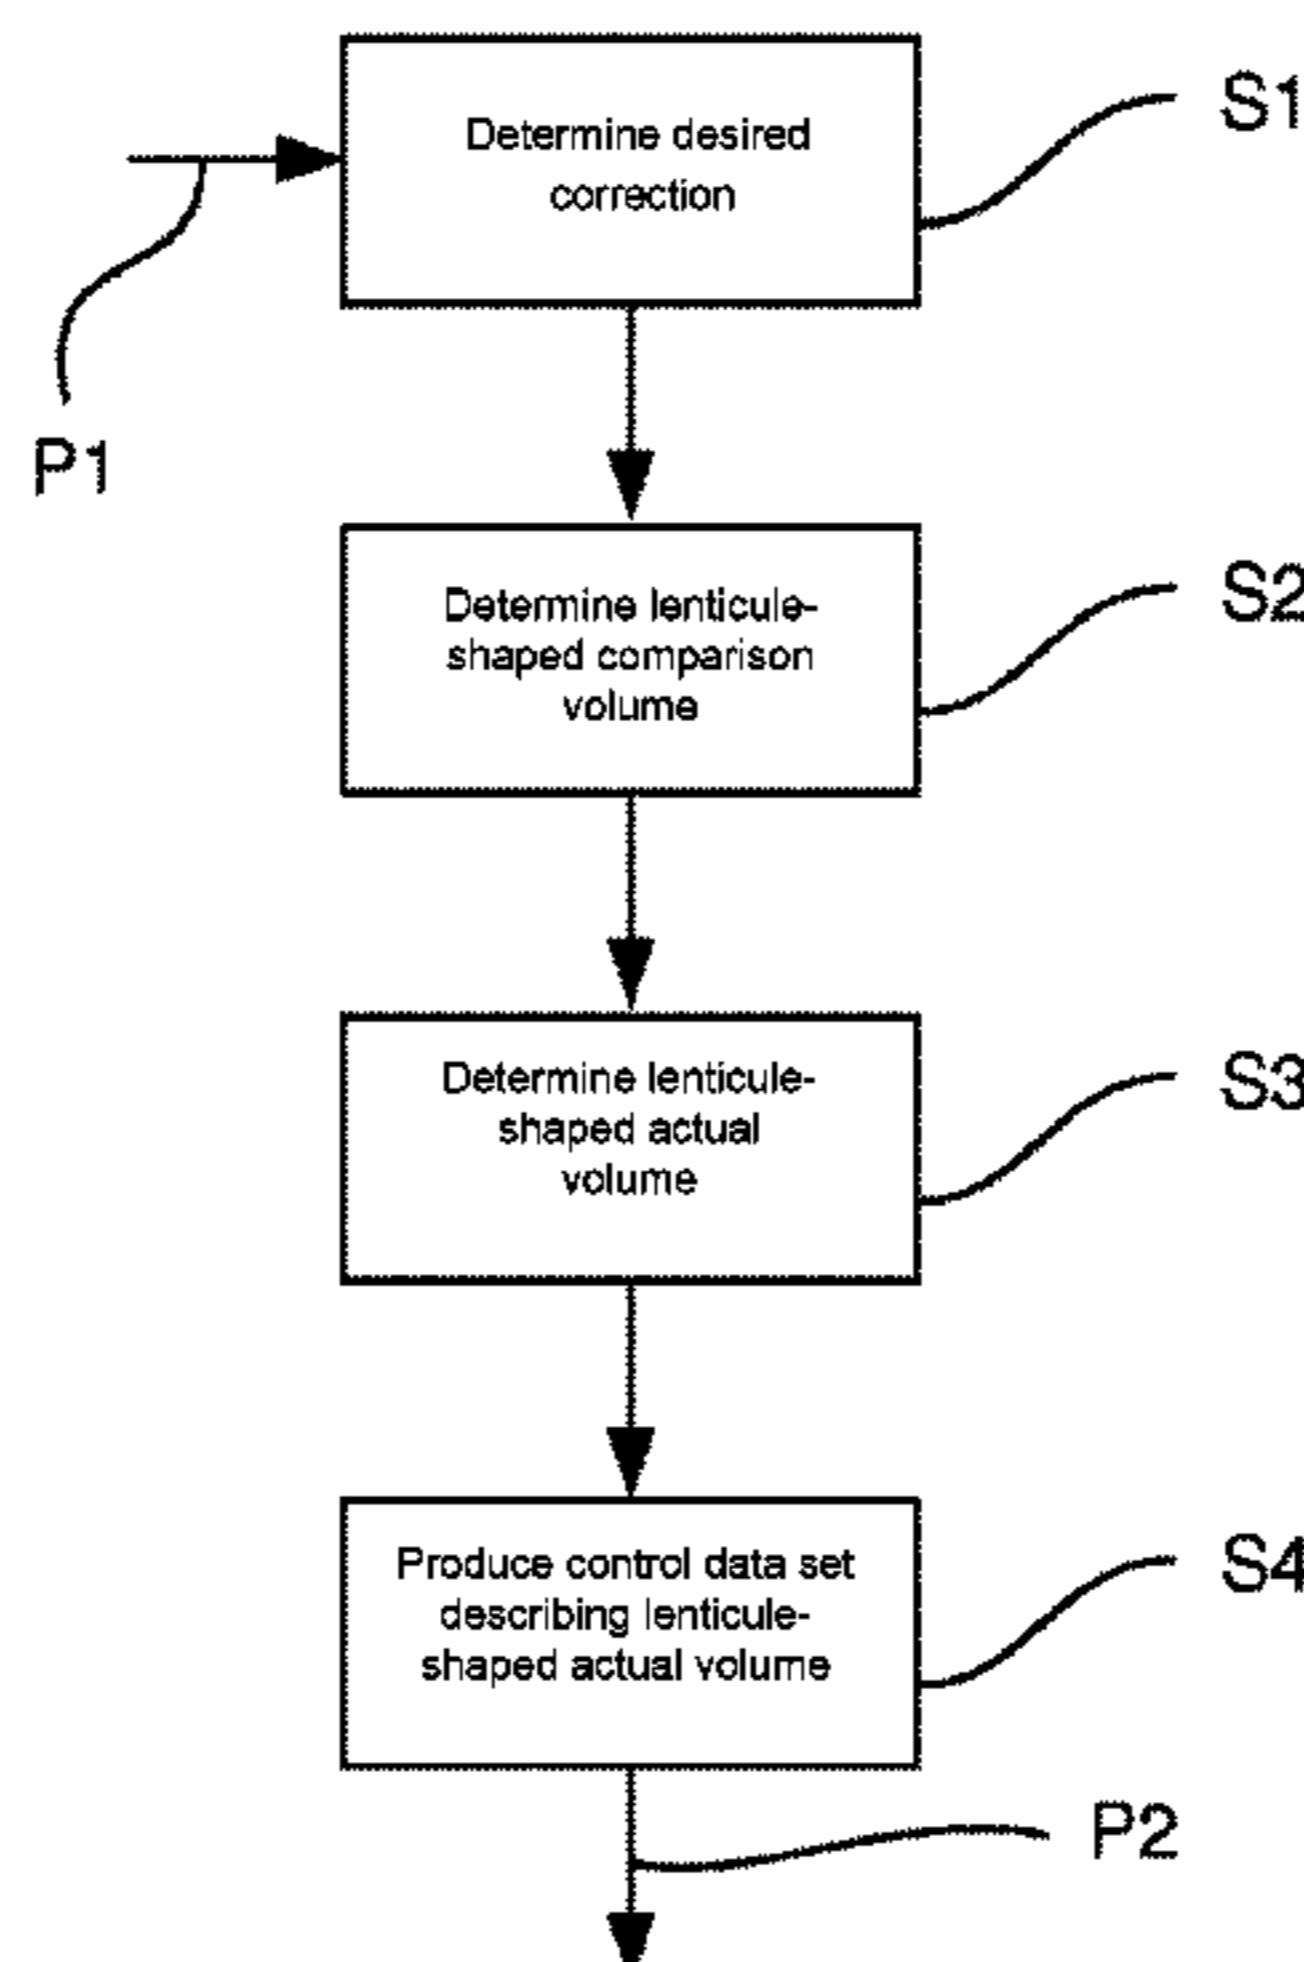 Determine desired
correction
S1
P1
Determine lenticule-
shaped comparison
volume
S2
Determine lenticule-
shaped actual
volume
S3
Produce control data set
describing lenticule-
shaped actual volume
S4
P2